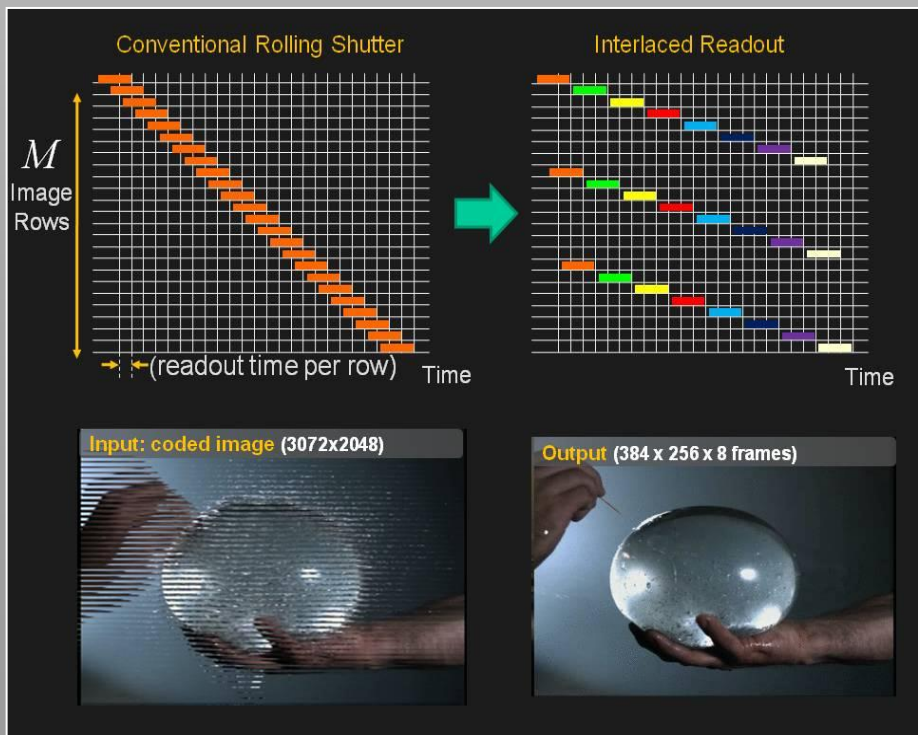 Conventional Rolling Shutter
Interlaced Readout
M
Image
Rows
(readout time per row)
Time
Time
Input: coded image (3072x2048)
Output (384 x 256 x 8 frames)